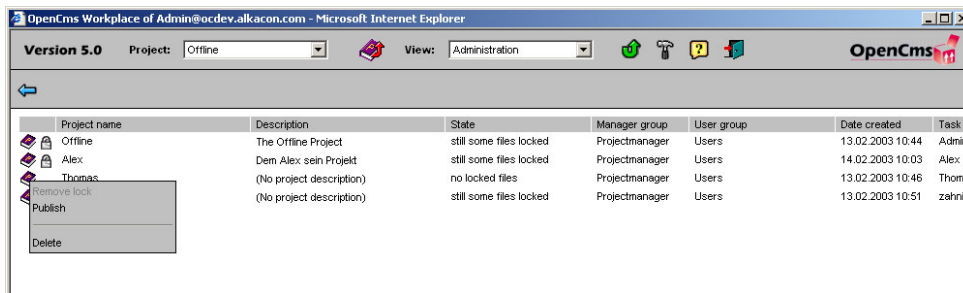 OpenCms Workplace of Admin@ocdev.alkacon.com - Microsoft Internet Explorer
Version 5.0 Project: Offline View: Administration ? OpenCms
Project name Description State Manager group User group Date created Task
Offline The Offline Project still some files locked Projectmanager Users 13.02.2003 10:44 Admi
Alex Dem Alex sein Projekt still some files locked Projectmanager Users 14.02.2003 10:03 Alex
Thomas (No project description) no locked files Projectmanager Users 13.02.2003 10:46 Thom
(No project description) still some files locked Projectmanager Users 13.02.2003 10:51 zahni
Remove lock
Publish
Delete